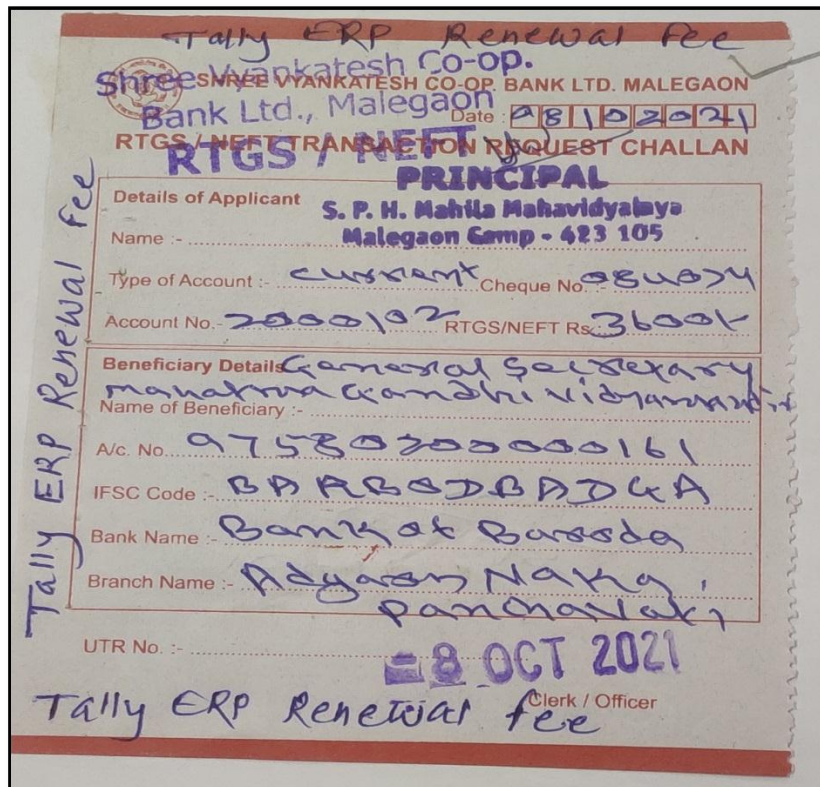 Tally ERP Renewal Fee
Shree Vyankatesh Co-op.
SHREE VYANKATESH CO-OP. BANK LTD. MALEGAON
Bank Ltd., Malegaon
Date : 08102021
RTGS / NEFT TRANSACTION REQUEST CHALLAN
RTGS / NEFT
PRINCIPAL
Details of Applicant
S. P. H. Mahila Mahavidyalaya
Name :-
Malegaon Camp - 423 105
Type of Account :- Current Cheque No.
Account No.- 2000102 RTGS/NEFT Rs.: 3600/-
Beneficiary Details General Secretary
Mahatma Gandhi Vidyamandir
Name of Beneficiary :-
A/c. No. 97580200000161
IFSC Code :-
Bank Name :- Bank of Baroda
Branch Name :- Adgaon Naka,
Panchavati
UTR No. :-
8 OCT 2021
Clerk / Officer
Tally ERP Renewal fee
Tally ERP Renewal fee